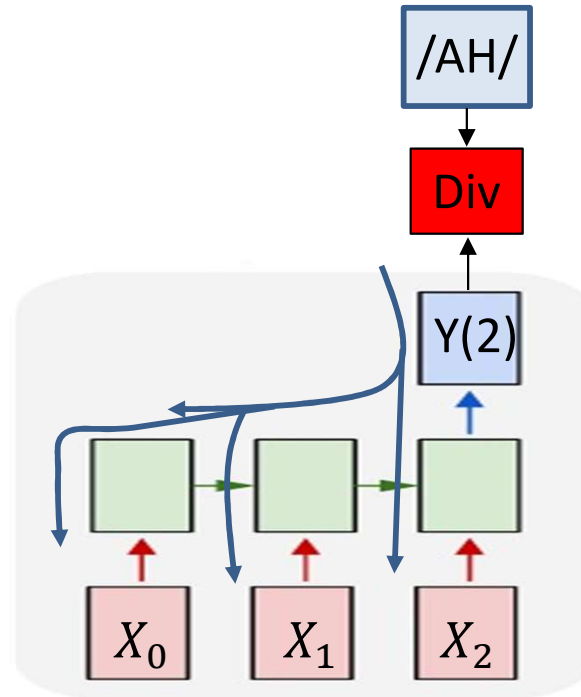 /AH/
Div
Y(2)
X₀ X₁ X₂